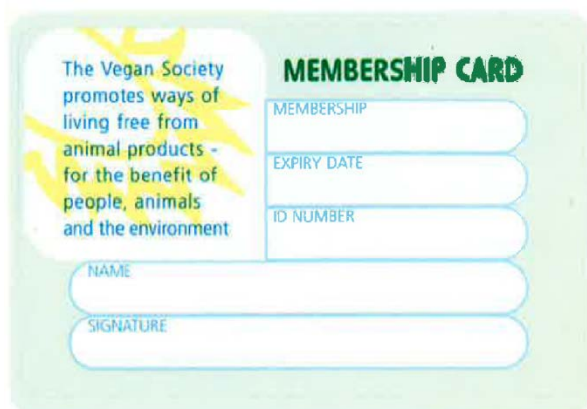 The Vegan Society
promotes ways of
living free from
animal products -
for the benefit of
people, animals
and the environment
MEMBERSHIP CARD
MEMBERSHIP
EXPIRY DATE
ID NUMBER
NAME
SIGNATURE